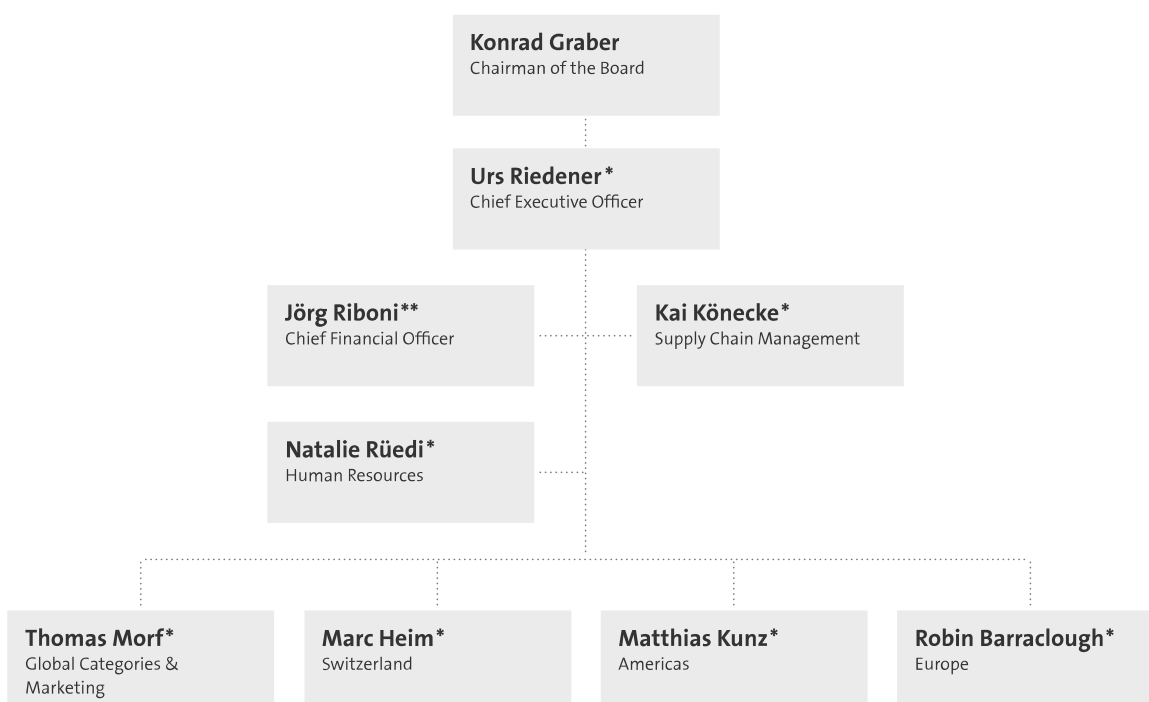 Konrad Graber
Chairman of the Board
Urs Riedener*
Chief Executive Officer
Jörg Riboni**
Chief Financial Officer
Kai Könecke*
Supply Chain Management
Natalie Rüedi*
Human Resources
Thomas Morf*
Global Categories &
Marketing
Marc Heim*
Switzerland
Matthias Kunz*
Americas
Robin Barraclough*
Europe